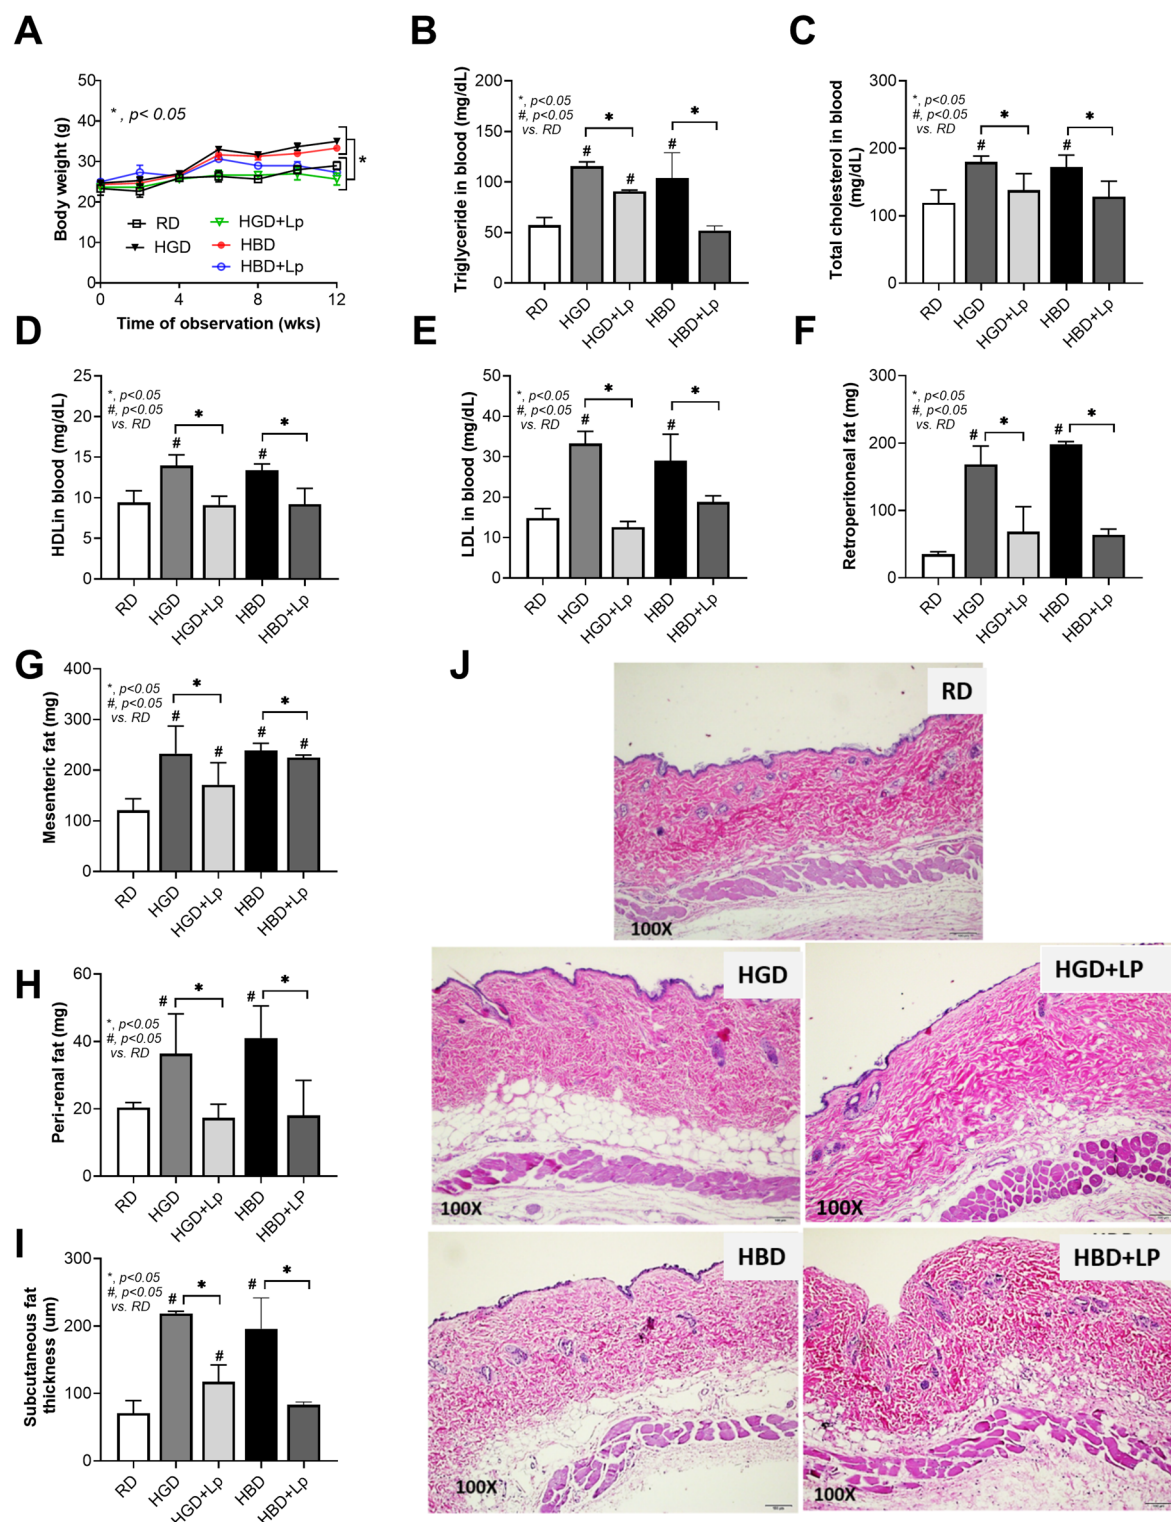 A
Body weight (g)
50
40
30
20
10
0
*, p< 0.05
*
RD
HGD
HGD+Lp
HBD
HBD+Lp
0
4
8
12
Time of observation (wks)
B
Triglyceride in blood (mg/dL)
200
150
100
50
0
*, p<0.05
#, p<0.05
vs. RD
#
*
#
#
*
RD
HGD
HGD+Lp
HBD
HBD+Lp
C
Total cholesterol in blood
(mg/dL)
300
200
100
0
*, p<0.05
#, p<0.05
vs. RD
#
*
#
*
RD
HGD
HGD+Lp
HBD
HBD+Lp
D
HDLin blood (mg/dL)
25
20
15
10
5
0
*, p<0.05
#, p<0.05
vs. RD
#
*
#
*
RD
HGD
HGD+Lp
HBD
HBD+Lp
E
LDL in blood (mg/dL)
50
40
30
20
10
0
*, p<0.05
#, p<0.05
vs. RD
#
*
#
*
RD
HGD
HGD+Lp
HBD
HBD+Lp
F
Retroperitoneal fat (mg)
300
200
100
0
*, p<0.05
#, p<0.05
vs. RD
#
*
#
*
RD
HGD
HGD+Lp
HBD
HBD+Lp
G
Mesenteric fat (mg)
400
300
200
100
0
*, p<0.05
#, p<0.05
vs. RD
#
*
#
#
*
#
RD
HGD
HGD+Lp
HBD
HBD+Lp
H
Peri-renal fat (mg)
60
40
20
0
*, p<0.05
#, p<0.05
vs. RD
#
*
#
*
RD
HGD
HGD+Lp
HBD
HBD+LP
I
Subcutaneous fat
thickness (um)
300
200
100
0
*, p<0.05
#, p<0.05
vs. RD
#
*
#
#
*
RD
HGD
HGD+Lp
HBD
HBD+Lp
J
RD
100X
HGD
100X
HGD+LP
100X
HBD
100X
HBD+LP
100X